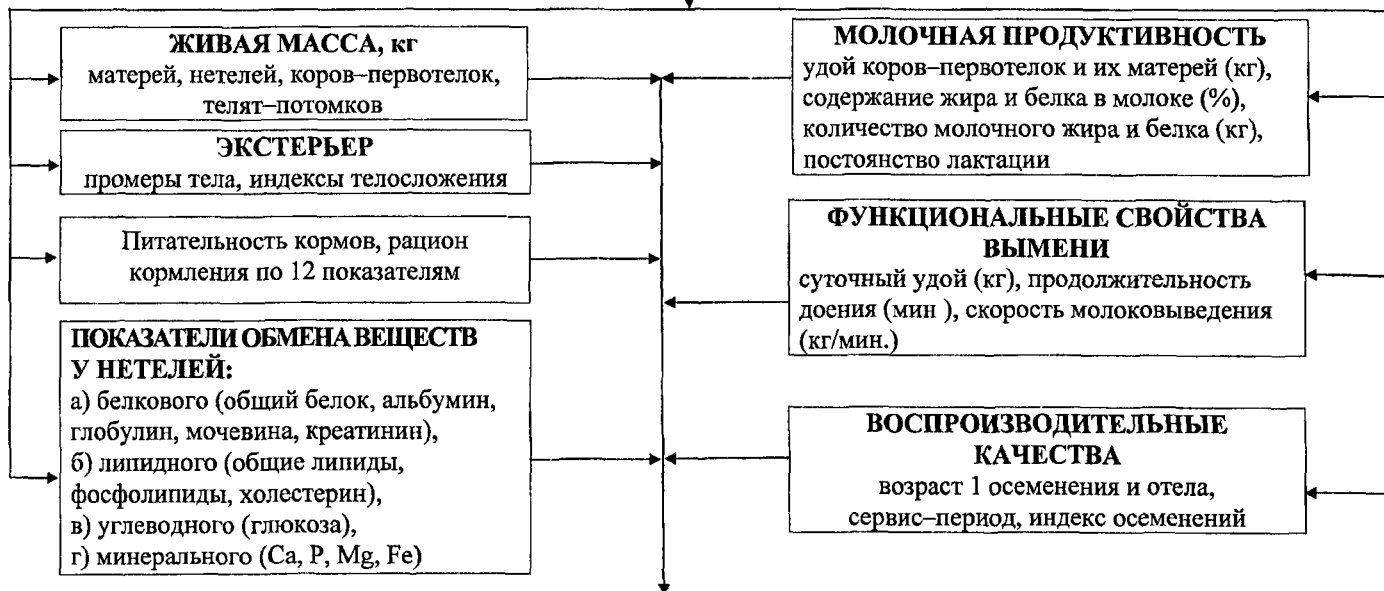 ЖИВАЯ МАССА, кг
матерей, нетелей, коров–первотелок,
телят–потомков
ЭКСТЕРЬЕР
промеры тела, индексы телосложения
Питательность кормов, рацион
кормления по 12 показателям
ПОКАЗАТЕЛИ ОБМЕНА ВЕЩЕСТВ
У НЕТЕЛЕЙ:
а) белкового (общий белок, альбумин,
глобулин, мочевина, креатинин),
б) липидного (общие липиды,
фосфолипиды, холестерин),
в) углеводного (глюкоза),
г) минерального (Ca, P, Mg, Fe)
МОЛОЧНАЯ ПРОДУКТИВНОСТЬ
удой коров–первотелок и их матерей (кг),
содержание жира и белка в молоке (%),
количество молочного жира и белка (кг),
постоянство лактации
ФУНКЦИОНАЛЬНЫЕ СВОЙСТВА
ВЫМЕНИ
суточный удой (кг), продолжительность
доения (мин ), скорость молоковыведения
(кг/мин.)
ВОСПРОИЗВОДИТЕЛЬНЫЕ
КАЧЕСТВА
возраст 1 осеменения и отела,
сервис–период, индекс осеменений